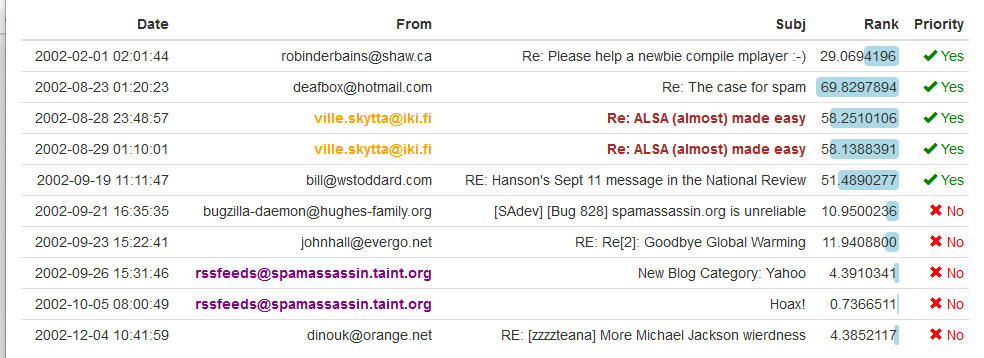 Date From Subj Rank Priority
2002-02-01 02:01:44 robinderbains@shaw.ca Re: Please help a newbie compile mplayer :-) 29.0694196 Yes
2002-08-23 01:20:23 deafbox@hotmail.com Re: The case for spam 69.8297894 Yes
2002-08-28 23:48:57 ville.skytta@iki.fi Re: ALSA (almost) made easy 58.2510106 Yes
2002-08-29 01:10:01 ville.skytta@iki.fi Re: ALSA (almost) made easy 58.1388391 Yes
2002-09-19 11:11:47 bill@wstoddard.com RE: Hanson's Sept 11 message in the National Review 51.4890277 Yes
2002-09-21 16:35:35 bugzilla-daemon@hughes-family.org [SAdev] [Bug 828] spamassassin.org is unreliable 10.9500236 No
2002-09-23 15:22:41 johnhall@evergo.net RE: Re[2]: Goodbye Global Warming 11.9408800 No
2002-09-26 15:31:46 rssfeeds@spamassassin.taint.org New Blog Category: Yahoo 4.3910341 No
2002-10-05 08:00:49 rssfeeds@spamassassin.taint.org Hoax! 0.7366511 No
2002-12-04 10:41:59 dinouk@orange.net RE: [zzzzteana] More Michael Jackson wierdness 4.3852117 No